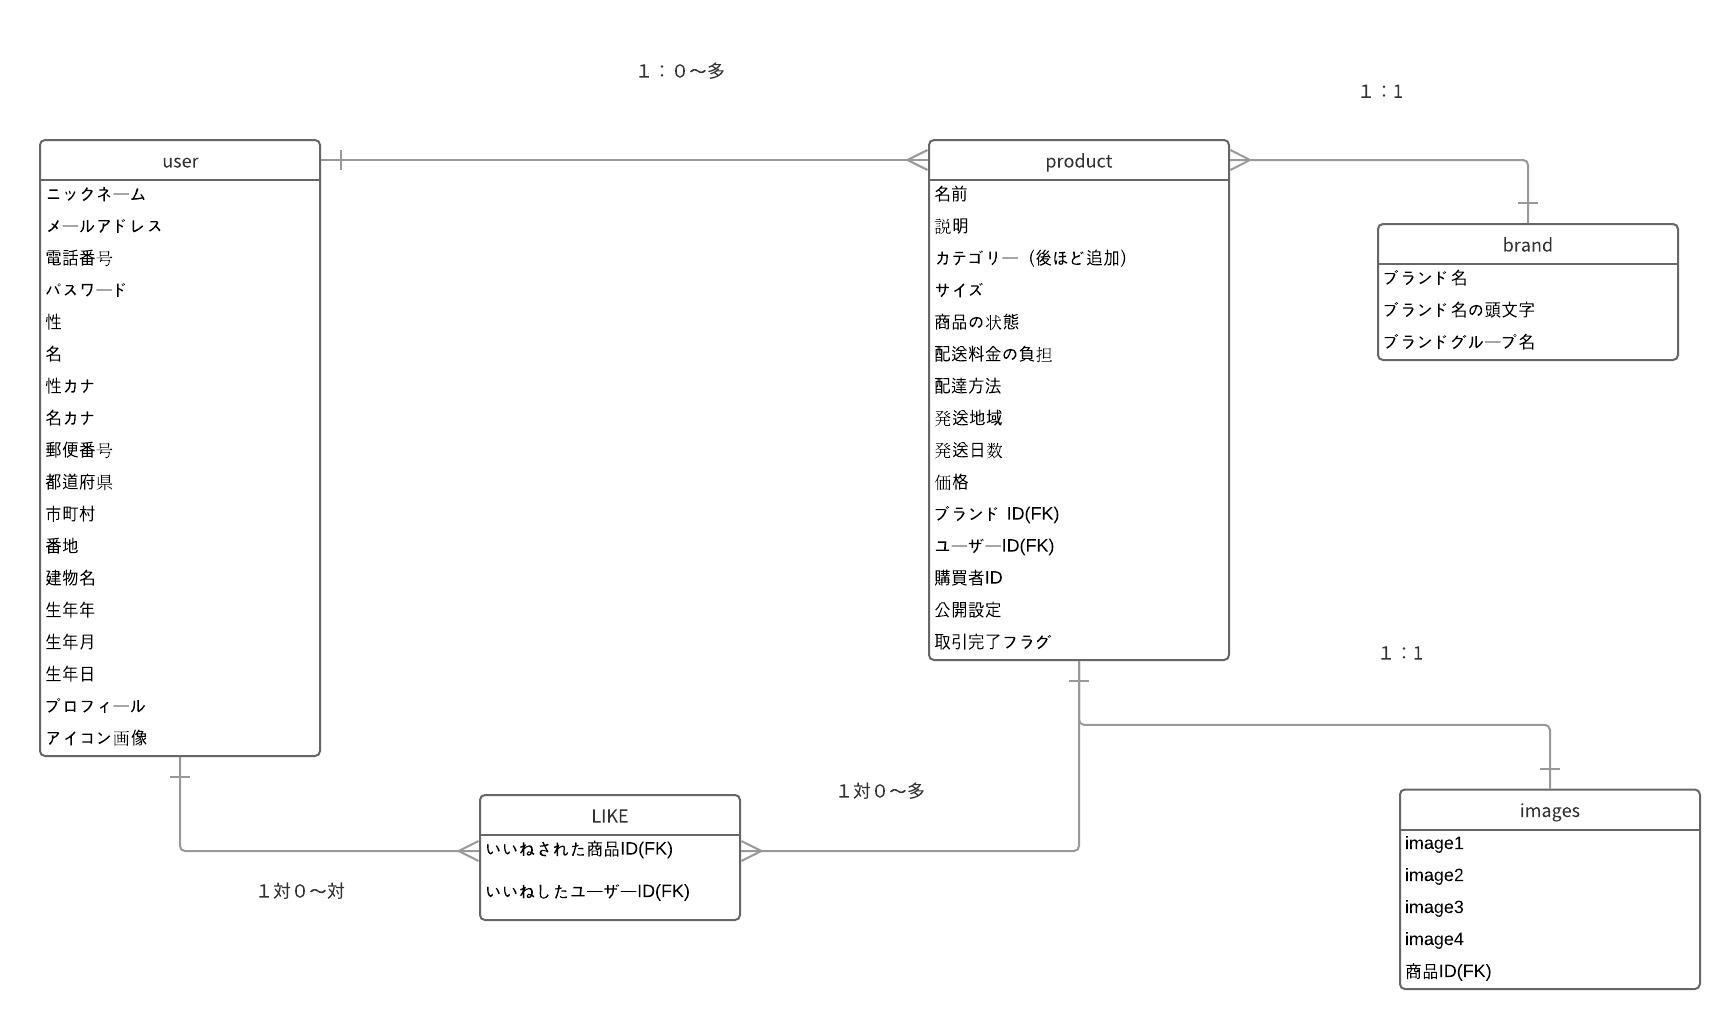 １：０〜多
１：1
user
ニックネーム
メールアドレス
電話番号
パスワード
性
名
性カナ
名カナ
郵便番号
都道府県
市町村
番地
建物名
生年年
生年月
生年日
プロフィール
アイコン画像
product
名前
説明
カテゴリー（後ほど追加）
サイズ
商品の状態
配送料金の負担
配達方法
発送地域
発送日数
価格
ブランド ID(FK)
ユーザーID(FK)
購買者ID
公開設定
取引完了フラグ
brand
ブランド名
ブランド名の頭文字
ブランドグループ名
１：1
１対０〜多
LIKE
いいねされた商品ID(FK)
いいねしたユーザーID(FK)
１対０〜対
images
image1
image2
image3
image4
商品ID(FK)